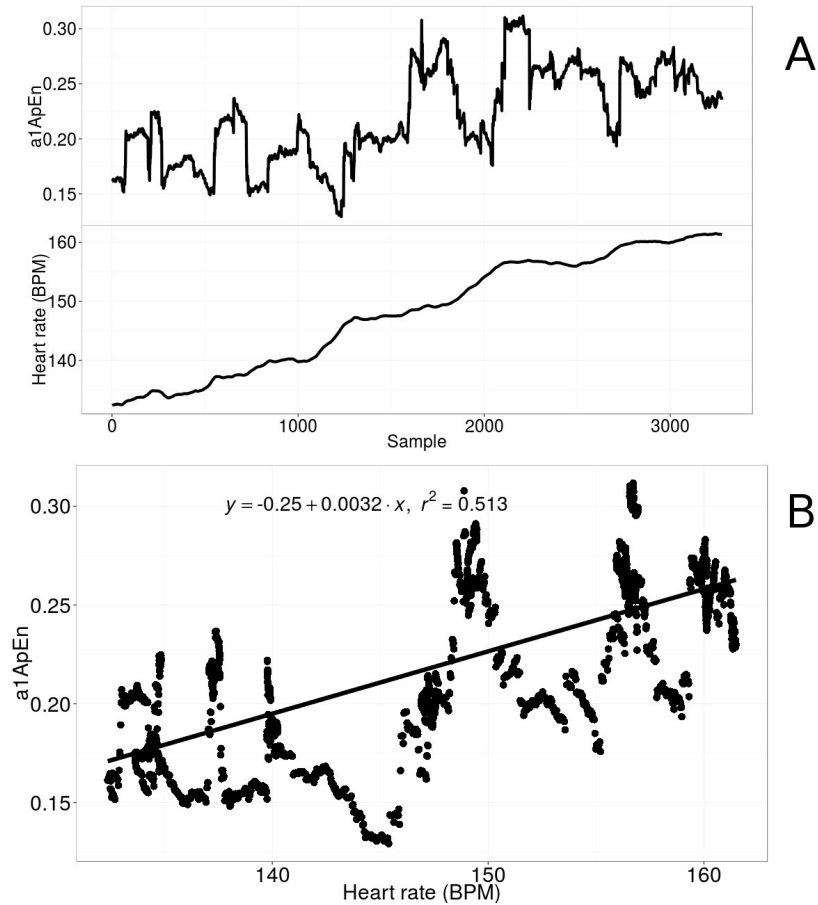 A
0.30
0.25
0.20
0.15
a1ApEn
160
150
140
Heart rate (BPM)
0 1000 2000 3000
Sample
B
y = -0.25 + 0.0032 · x, r² = 0.513
0.30
0.25
0.20
0.15
a1ApEn
140 150 160
Heart rate (BPM)